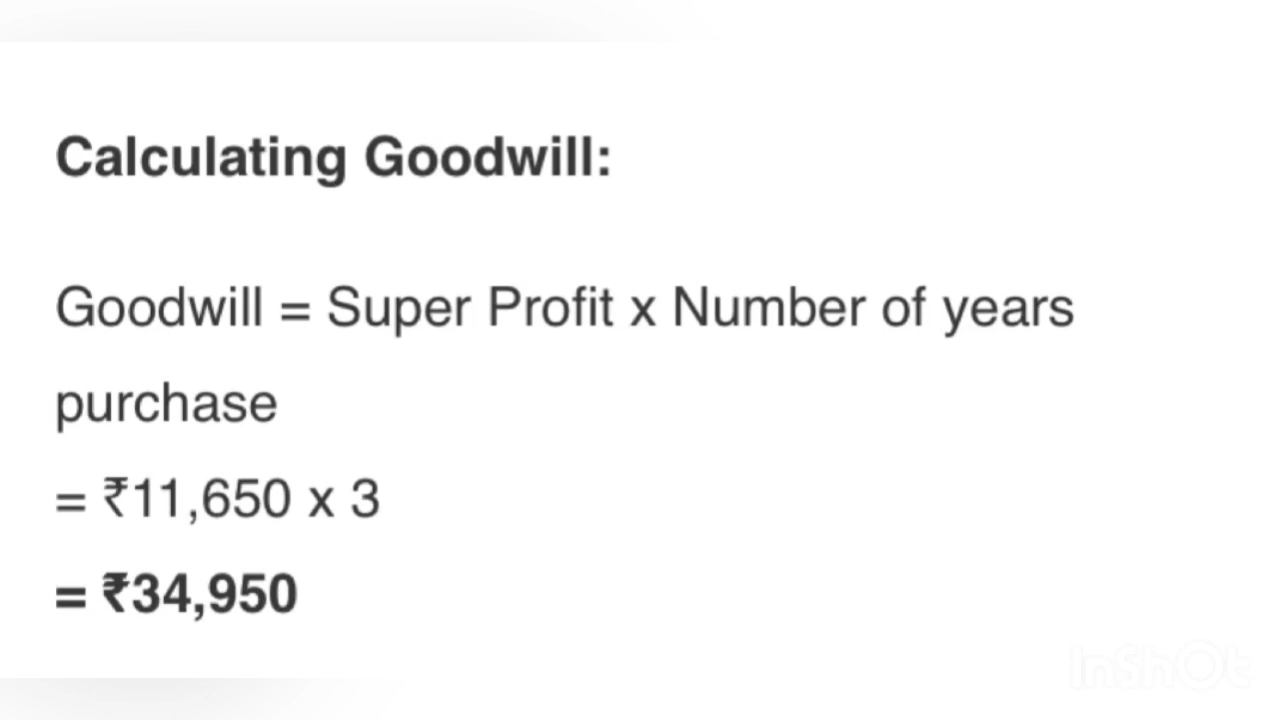 Calculating Goodwill:
Goodwill = Super Profit x Number of years
purchase
= ₹11,650 x 3
= ₹34,950
InShOt